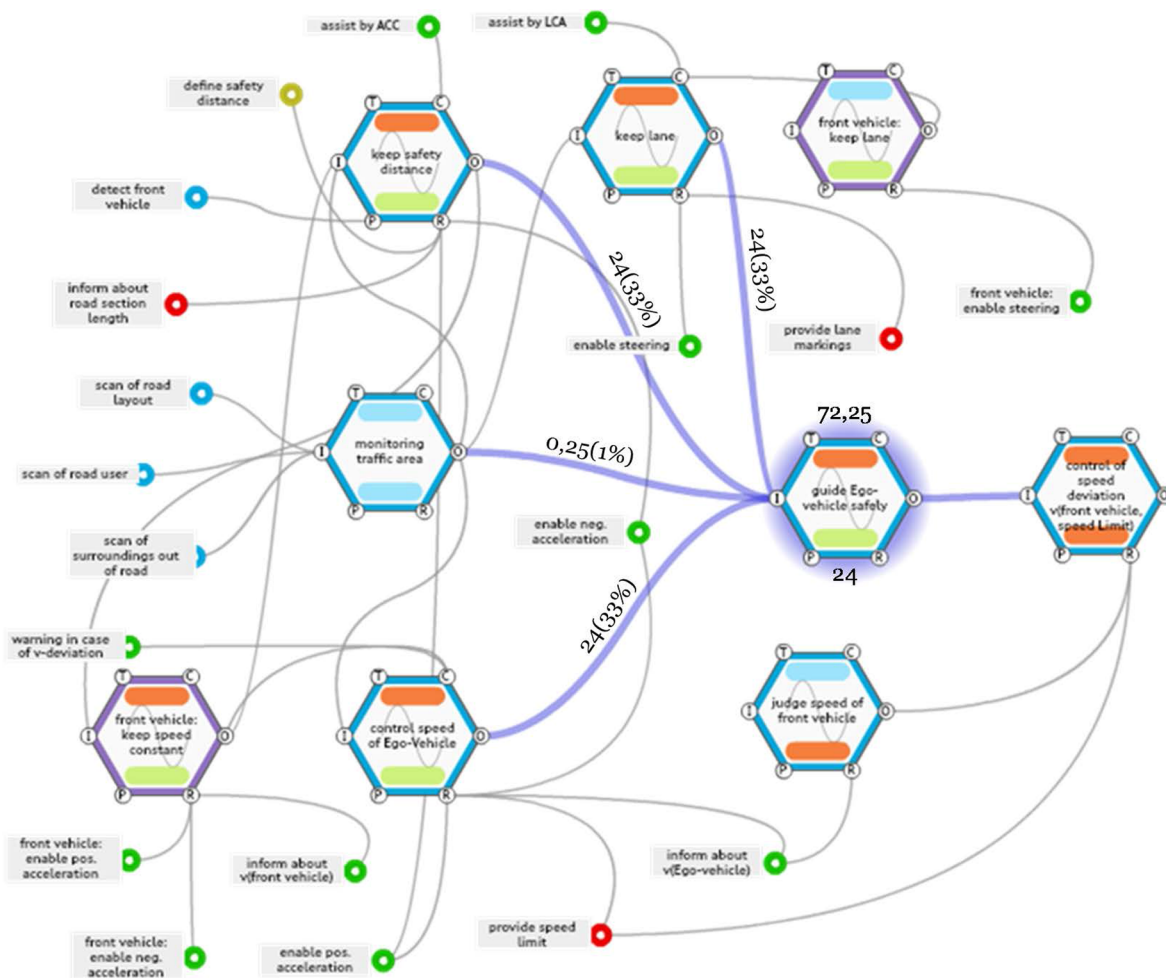 assist by ACC
assist by LCA
define safety
distance
T
C
keep safety
distance
I
O
P
R
T
C
keep lane
I
O
P
R
T
C
front vehicle:
keep lane
I
O
P
R
detect front
vehicle
inform about
road section
length
24(33%)
24(33%)
enable steering
provide lane
markings
front vehicle:
enable steering
scan of road
layout
scan of road user
scan of
surroundings out
of road
T
C
monitoring
traffic area
I
O
P
R
0,25(1%)
enable neg.
acceleration
72,25
T
C
guide Ego-
vehicle safely
I
O
P
R
24
T
C
control of
speed
deviation
v(front vehicle,
speed Limit)
I
O
P
R
24(33%)
warning in case
of v-deviation
T
C
front vehicle:
keep speed
constant
I
O
P
R
T
C
control speed
of Ego-Vehicle
I
O
P
R
T
C
judge speed of
front vehicle
I
O
P
R
front vehicle:
enable pos.
acceleration
inform about
v(front vehicle)
inform about
v(Ego-vehicle)
front vehicle:
enable neg.
acceleration
enable pos.
acceleration
provide speed
limit